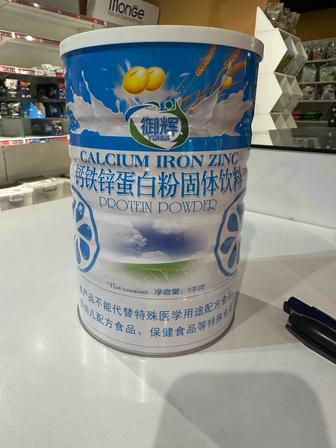 monge
御辉
YUHUI
CALCIUM IRON ZINC
钙铁锌蛋白粉固体饮料
PROTEIN POWDER
Net content 净含量：1千克
本产品不能代替特殊医学用途配方食品
婴幼儿配方食品、保健食品等特殊食品